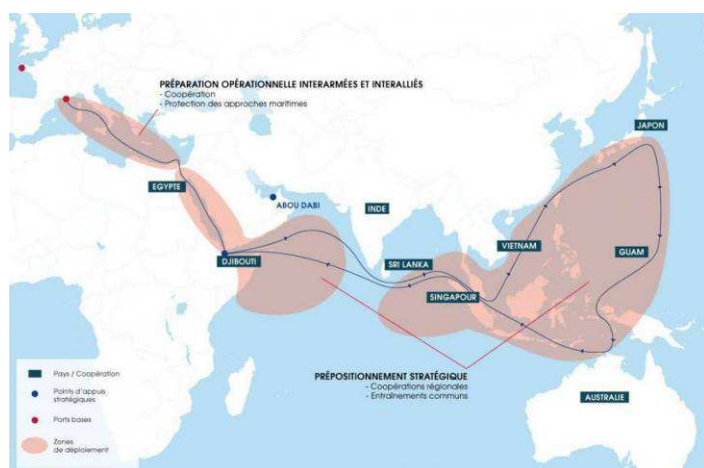 PRÉPARATION OPÉRATIONNELLE INTERARMÉES ET INTERALLIÉS
- Coopération
- Protection des approches maritimes
JAPON
EGYPTE
ABOU DABI
INDE
VIETNAM
GUAM
DJIBOUTI
SRI LANKA
SINGAPOUR
PRÉPOSITIONNEMENT STRATÉGIQUE
- Coopérations régionales
- Entraînements communs
AUSTRALIE
Pays / Coopération
Points d'appuis
stratégiques
Ports bases
Zones
de déploiement